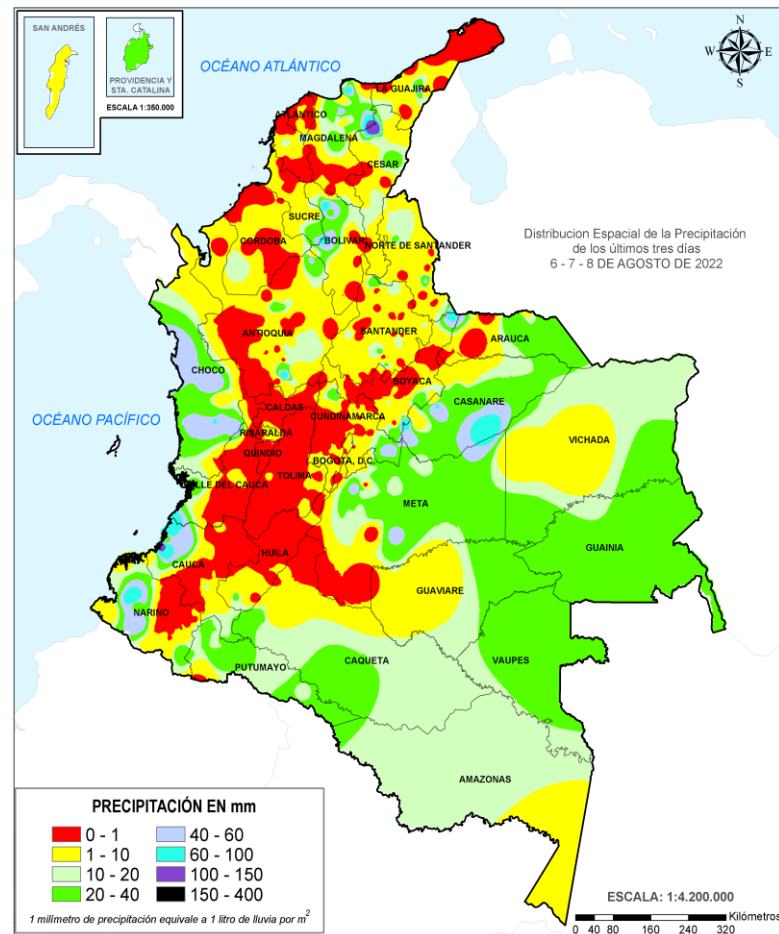 SAN ANDRÉS
PROVIDENCIA Y
STA. CATALINA
ESCALA 1:350.000
OCÉANO ATLÁNTICO
N
W
E
S
LA GUAJIRA
ATLANTICO
MAGDALENA
CESAR
SUCRE
CORDOBA
BOLIVAR
NORTE DE SANTANDER
Distribucion Espacial de la Precipitación
de los últimos tres días
6 - 7 - 8 DE AGOSTO DE 2022
ANTIOQUIA
SANTANDER
ARAUCA
CHOCO
BOYACA
CASANARE
CALDAS
CUNDINAMARCA
OCÉANO PACÍFICO
RISARALDA
VICHADA
QUINDIO
BOGOTA, D.C.
TOLIMA
VALLE DEL CAUCA
META
GUAINIA
HUILA
CAUCA
GUAVIARE
NARIÑO
CAQUETA
VAUPES
PUTUMAYO
AMAZONAS
PRECIPITACIÓN EN mm
0 - 1
40 - 60
1 - 10
60 - 100
10 - 20
100 - 150
20 - 40
150 - 400
1 milímetro de precipitación equivale a 1 litro de lluvia por m²
ESCALA: 1:4.200.000
Kilómetros
0 40 80 160 240 320